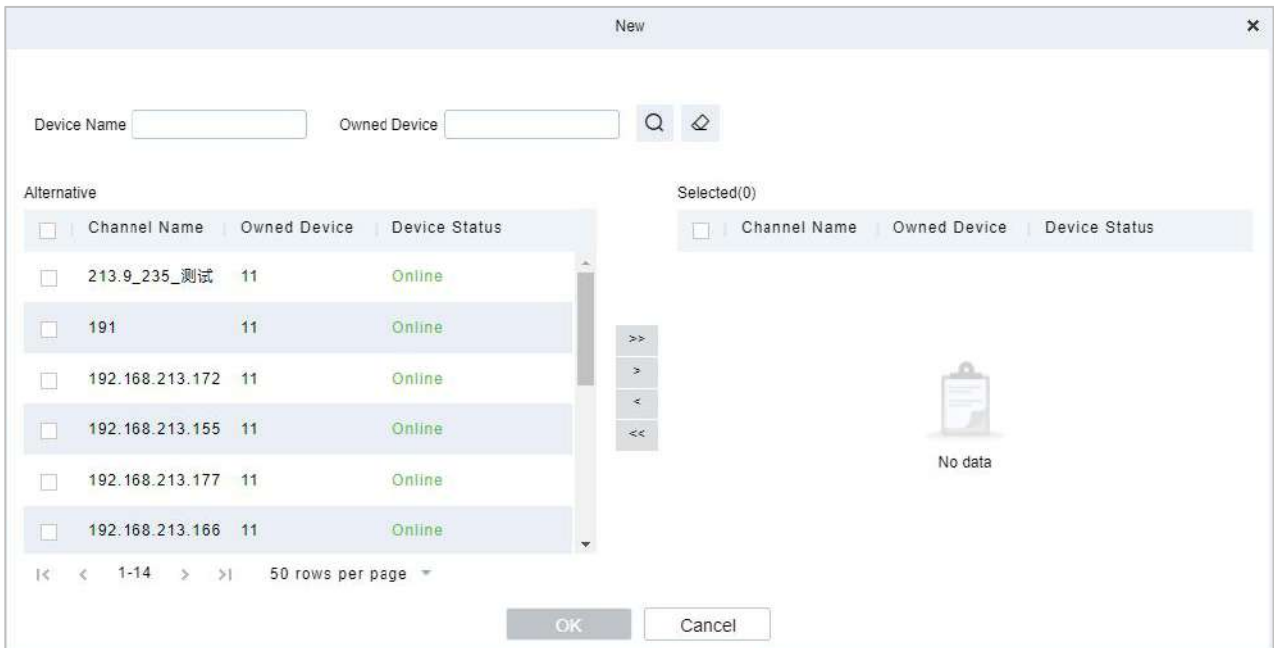 New
Device Name Owned Device
Alternative
Channel Name Owned Device Device Status
213.9_235_测试 11 Online
191 11 Online
192.168.213.172 11 Online
192.168.213.155 11 Online
192.168.213.177 11 Online
192.168.213.166 11 Online
1-14 50 rows per page
>>
>
<
<<
Selected(0)
Channel Name Owned Device Device Status
No data
OK Cancel